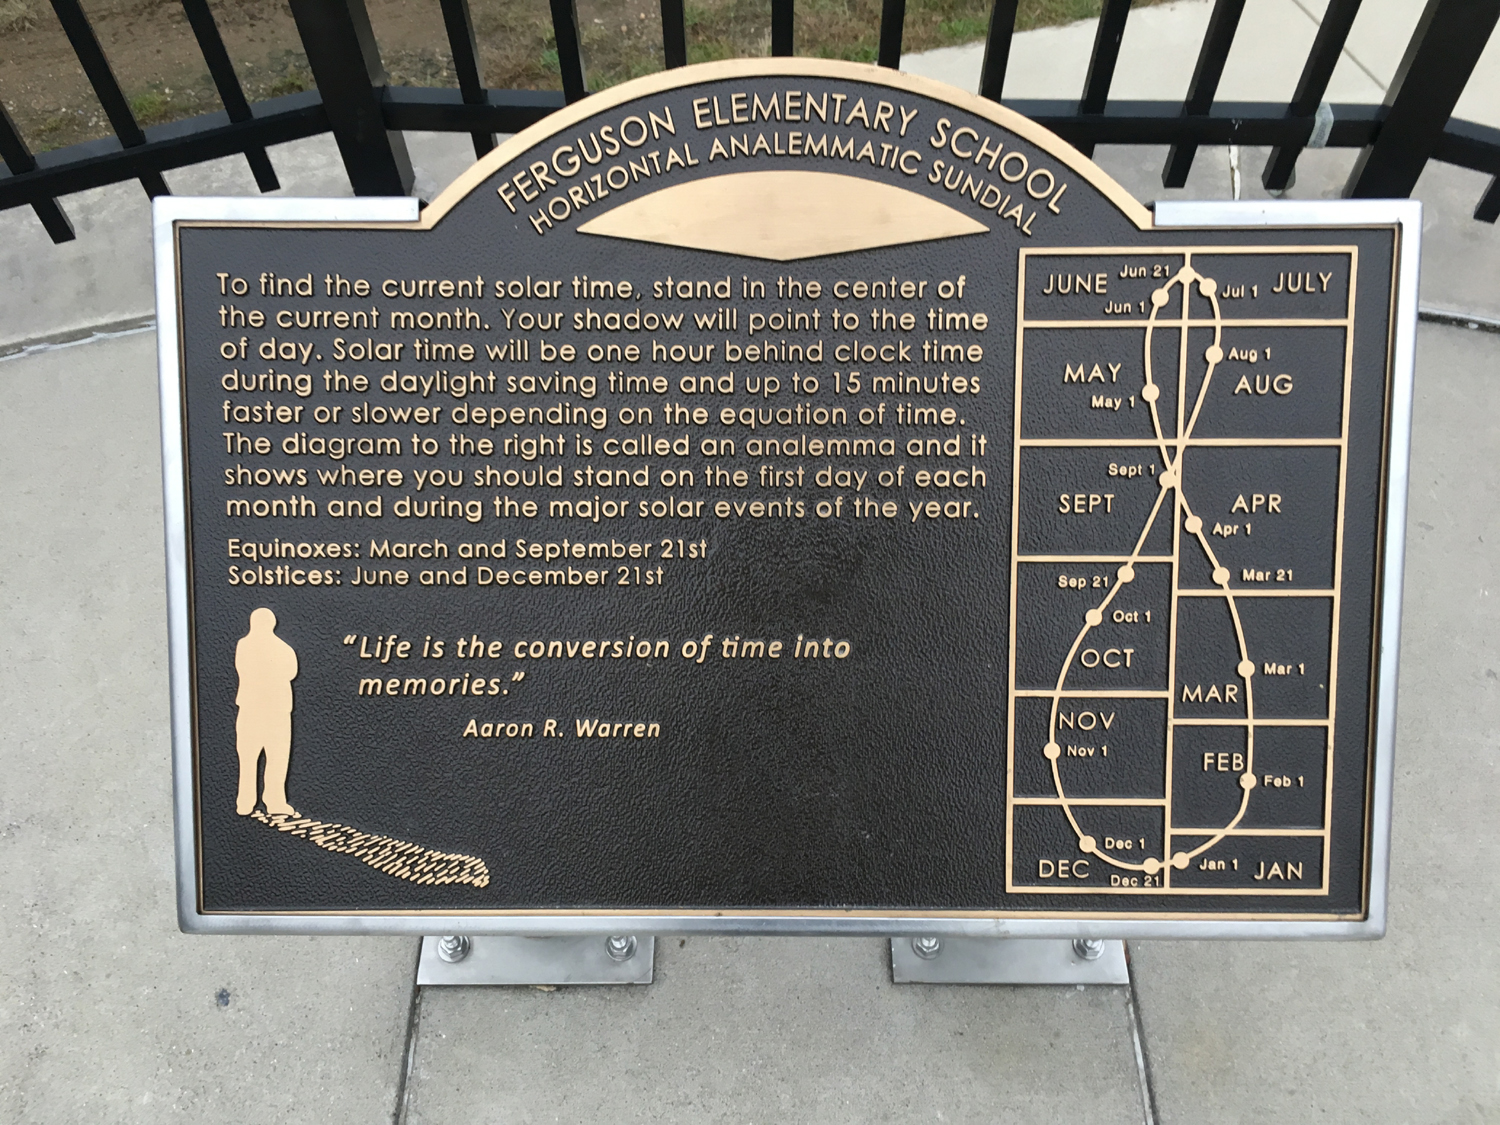 FERGUSON ELEMENTARY SCHOOL
HORIZONTAL ANALEMMATIC SUNDIAL
To find the current solar time, stand in the center of
the current month. Your shadow will point to the time
of day. Solar time will be one hour behind clock time
during the daylight saving time and up to 15 minutes
faster or slower depending on the equation of time.
The diagram to the right is called an analemma and it
shows where you should stand on the first day of each
month and during the major solar events of the year.
Equinoxes: March and September 21st
Solstices: June and December 21st
“Life is the conversion of time into
memories.”
Aaron R. Warren
JUNE Jun 21 JULY
Jun 1 Jul 1
Aug 1
MAY AUG
May 1
Sept 1
SEPT APR
Apr 1
Sep 21 Mar 21
Oct 1
OCT Mar 1
MAR
NOV
Nov 1 FEB
Feb 1
Dec 1
DEC Jan 1 JAN
Dec 21